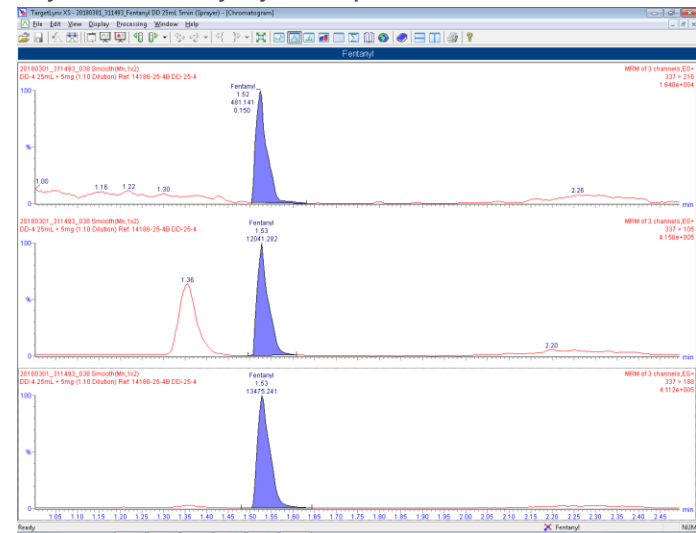 TargetLynx XS - 20180301_311493_Fentanyl DD 25mL 5min (Sprayer) - [Chromatogram]
File Edit View Display Processing Window Help
Fentanyl
20180301_311493_030 Smooth(Mn,1x2)
DD-4 25mL + 5mg (1:10 Dilution) Ref: 14186-25-4B DD-25-4
MRM of 3 channels,ES+
337 > 216
1.640e+004
100
%
0
1.00
1.16
1.22
1.30
Fentanyl
1.52
481.141
0.150
2.26
min
20180301_311493_030 Smooth(Mn,1x2)
DD-4 25mL + 5mg (1:10 Dilution) Ref: 14186-25-4B DD-25-4
MRM of 3 channels,ES+
337 > 105
4.150e+005
100
%
0
1.36
Fentanyl
1.53
12041.282
2.20
min
20180301_311493_030 Smooth(Mn,1x2)
DD-4 25mL + 5mg (1:10 Dilution) Ref: 14186-25-4B DD-25-4
MRM of 3 channels,ES+
337 > 188
4.112e+005
100
%
0
Fentanyl
1.53
13475.241
min
1.05 1.10 1.15 1.20 1.25 1.30 1.35 1.40 1.45 1.50 1.55 1.60 1.65 1.70 1.75 1.80 1.85 1.90 1.95 2.00 2.05 2.10 2.15 2.20 2.25 2.30 2.35 2.40 2.45
Ready
Fentanyl
NUM